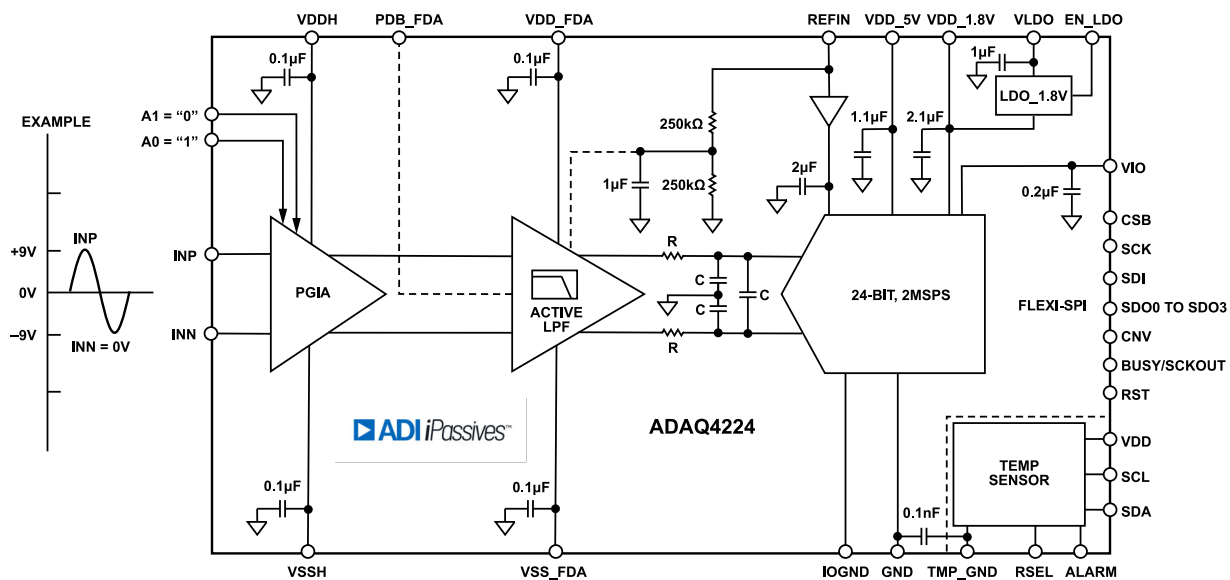 VDDH
PDB_FDA
VDD_FDA
REFIN
VDD_5V
VDD_1.8V
VLDO
EN_LDO
0.1µF
0.1µF
1µF
LDO_1.8V
EXAMPLE
A1 = “0”
A0 = “1”
250kΩ
1.1µF
2.1µF
1µF
250kΩ
2µF
0.2µF
VIO
CSB
SCK
SDI
SDO0 TO SDO3
CNV
BUSY/SCKOUT
RST
+9V
0V
–9V
INP
INN = 0V
INP
INN
PGIA
ACTIVE
LPF
R
C
C
C
R
24-BIT, 2MSPS
FLEXI-SPI
ADI iPassives™
ADAQ4224
TEMP
SENSOR
VDD
SCL
SDA
0.1µF
0.1µF
0.1nF
VSSH
VSS_FDA
IOGND
GND
TMP_GND
RSEL
ALARM